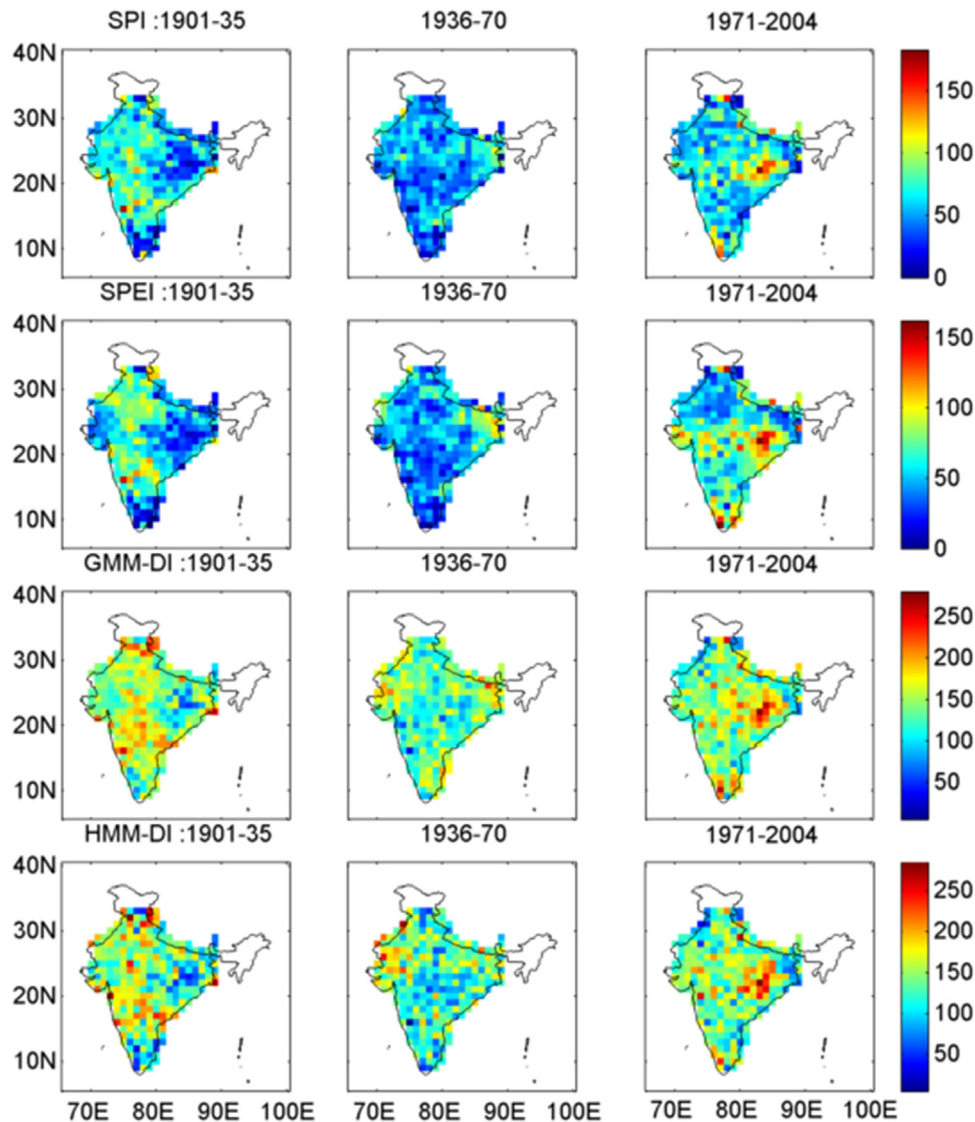 SPI :1901-35 1936-70 1971-2004
40N
30N
20N
10N
150
100
50
0
SPEI :1901-35 1936-70 1971-2004
40N
30N
20N
10N
150
100
50
0
GMM-DI :1901-35 1936-70 1971-2004
40N
30N
20N
10N
250
200
150
100
50
HMM-DI :1901-35 1936-70 1971-2004
40N
30N
20N
10N
250
200
150
100
50
70E 80E 90E 100E 70E 80E 90E 100E 70E 80E 90E 100E